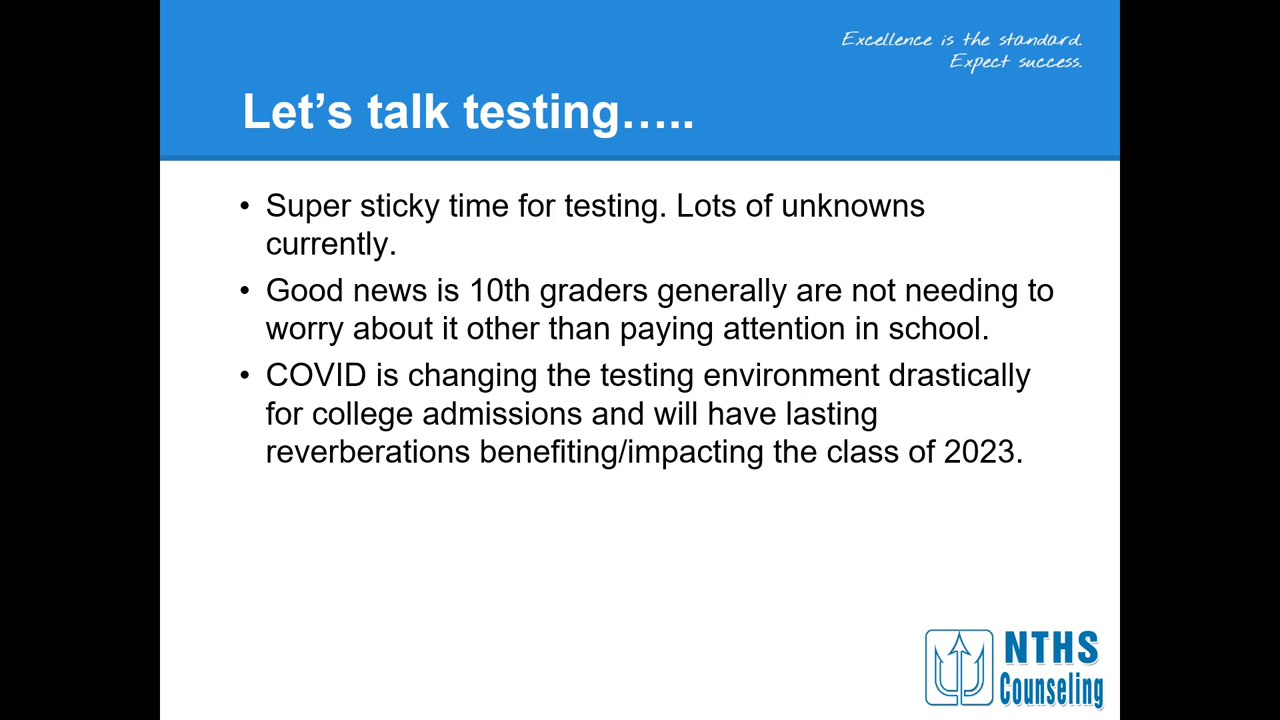 Excellence is the standard.
Expect success.
Let’s talk testing…..
• Super sticky time for testing. Lots of unknowns
currently.
• Good news is 10th graders generally are not needing to
worry about it other than paying attention in school.
• COVID is changing the testing environment drastically
for college admissions and will have lasting
reverberations benefiting/impacting the class of 2023.
NTHS
Counseling